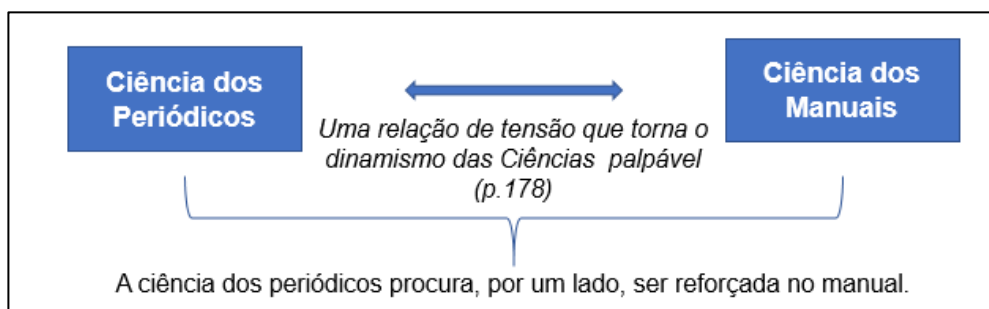 Ciência dos
Periódicos
Ciência dos
Manuais
Uma relação de tensão que torna o
dinamismo das Ciências palpável
(p.178)
A ciência dos periódicos procura, por um lado, ser reforçada no manual.